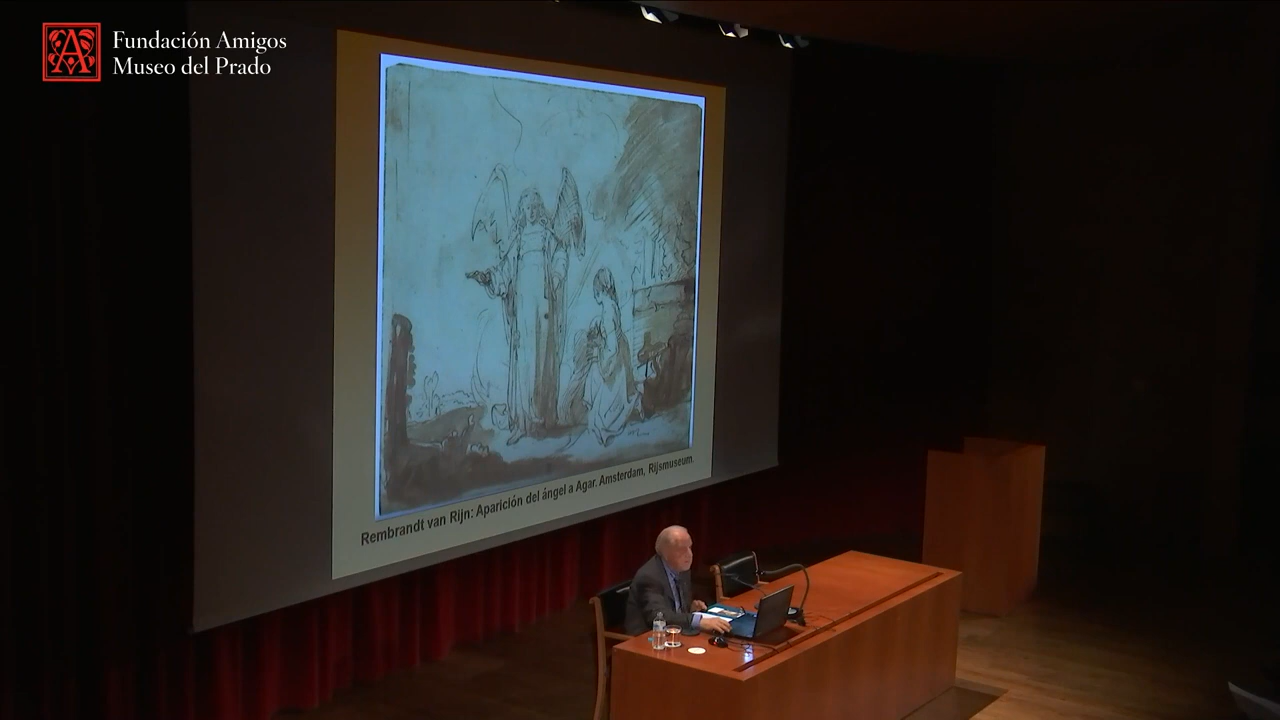 Fundación Amigos
Museo del Prado
Rembrandt van Rijn: Aparición del ángel a Agar. Amsterdam, Rijsmuseum.